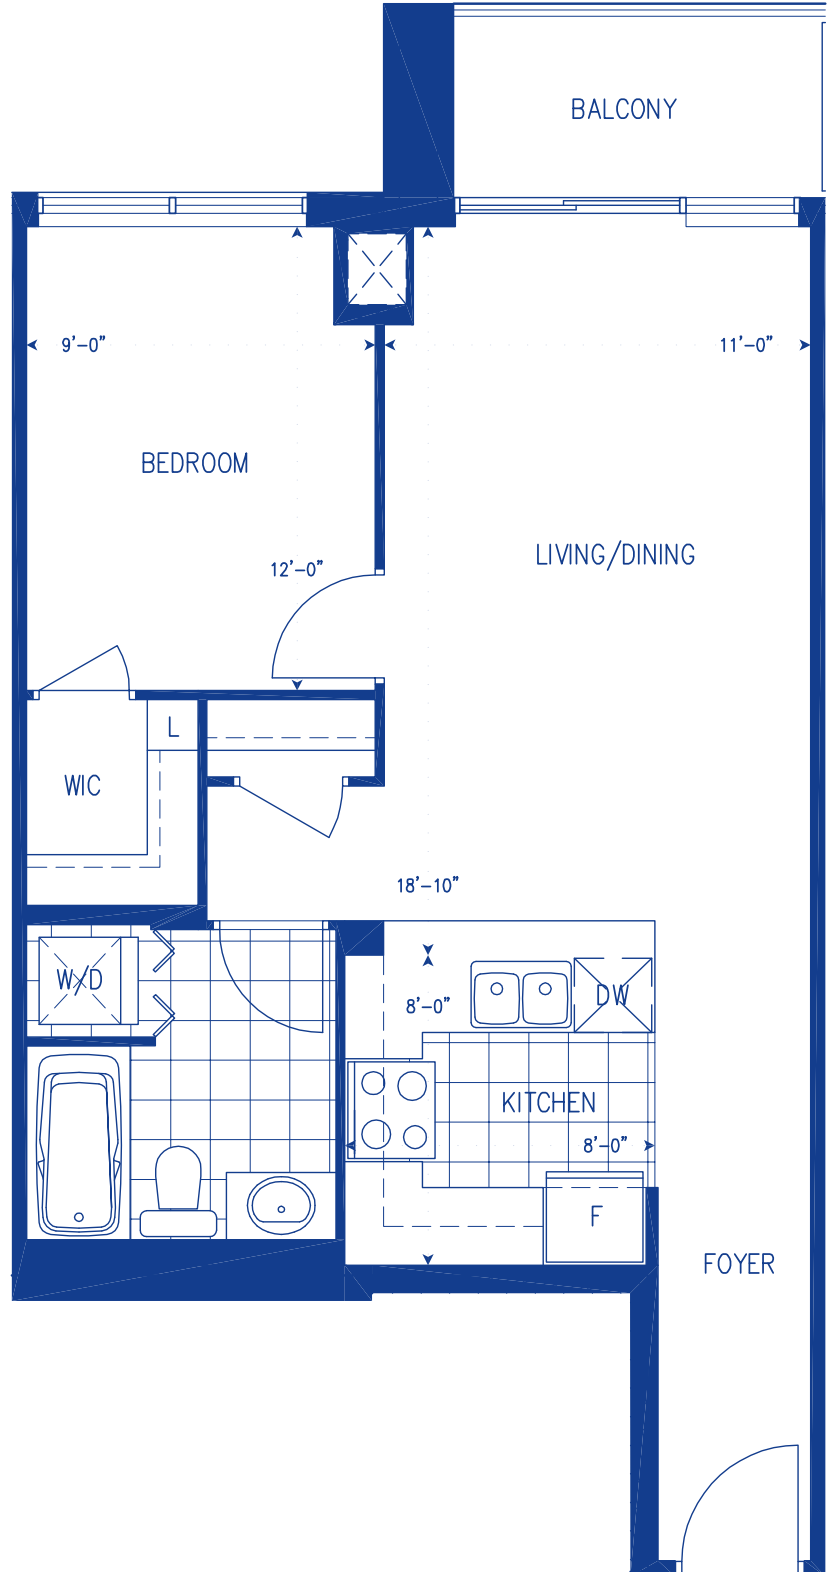 BALCONY
9'-0"
11'-0"
BEDROOM
LIVING/DINING
12'-0"
L
WIC
18'-10"
W/D
DW
8'-0"
KITCHEN
8'-0"
F
FOYER